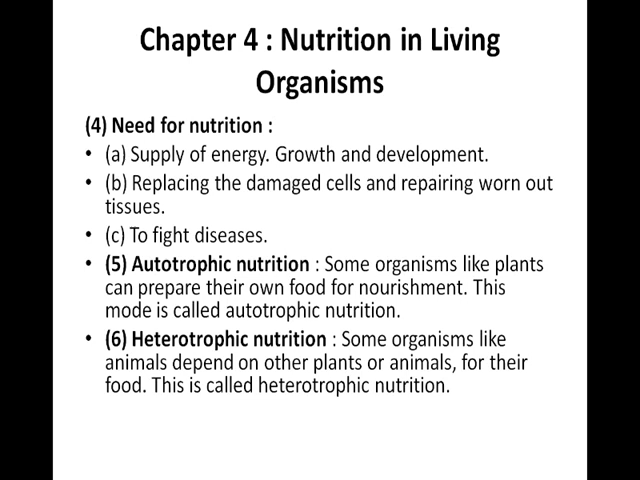 Chapter 4 : Nutrition in Living
Organisms
(4) Need for nutrition :
• (a) Supply of energy. Growth and development.
• (b) Replacing the damaged cells and repairing worn out
tissues.
• (c) To fight diseases.
• (5) Autotrophic nutrition : Some organisms like plants
can prepare their own food for nourishment. This
mode is called autotrophic nutrition.
• (6) Heterotrophic nutrition : Some organisms like
animals depend on other plants or animals, for their
food. This is called heterotrophic nutrition.